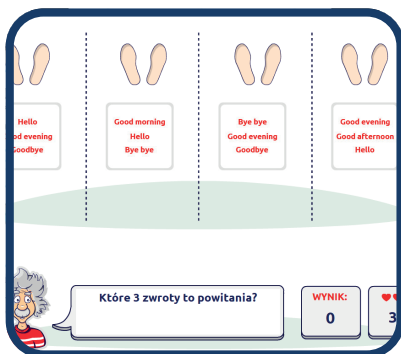 Hello
Good morning
Bye bye
Good evening
od evening
Hello
Good evening
Good afternoon
Goodbye
Bye bye
Goodbye
Hello
Które 3 zwroty to powitania?
WYNIK:
0
3